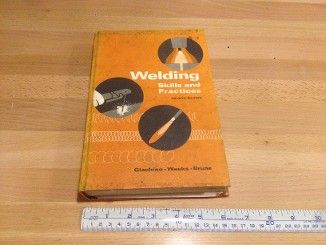 Welding
Skills and
Practices
Giachino • Weeks • Brune